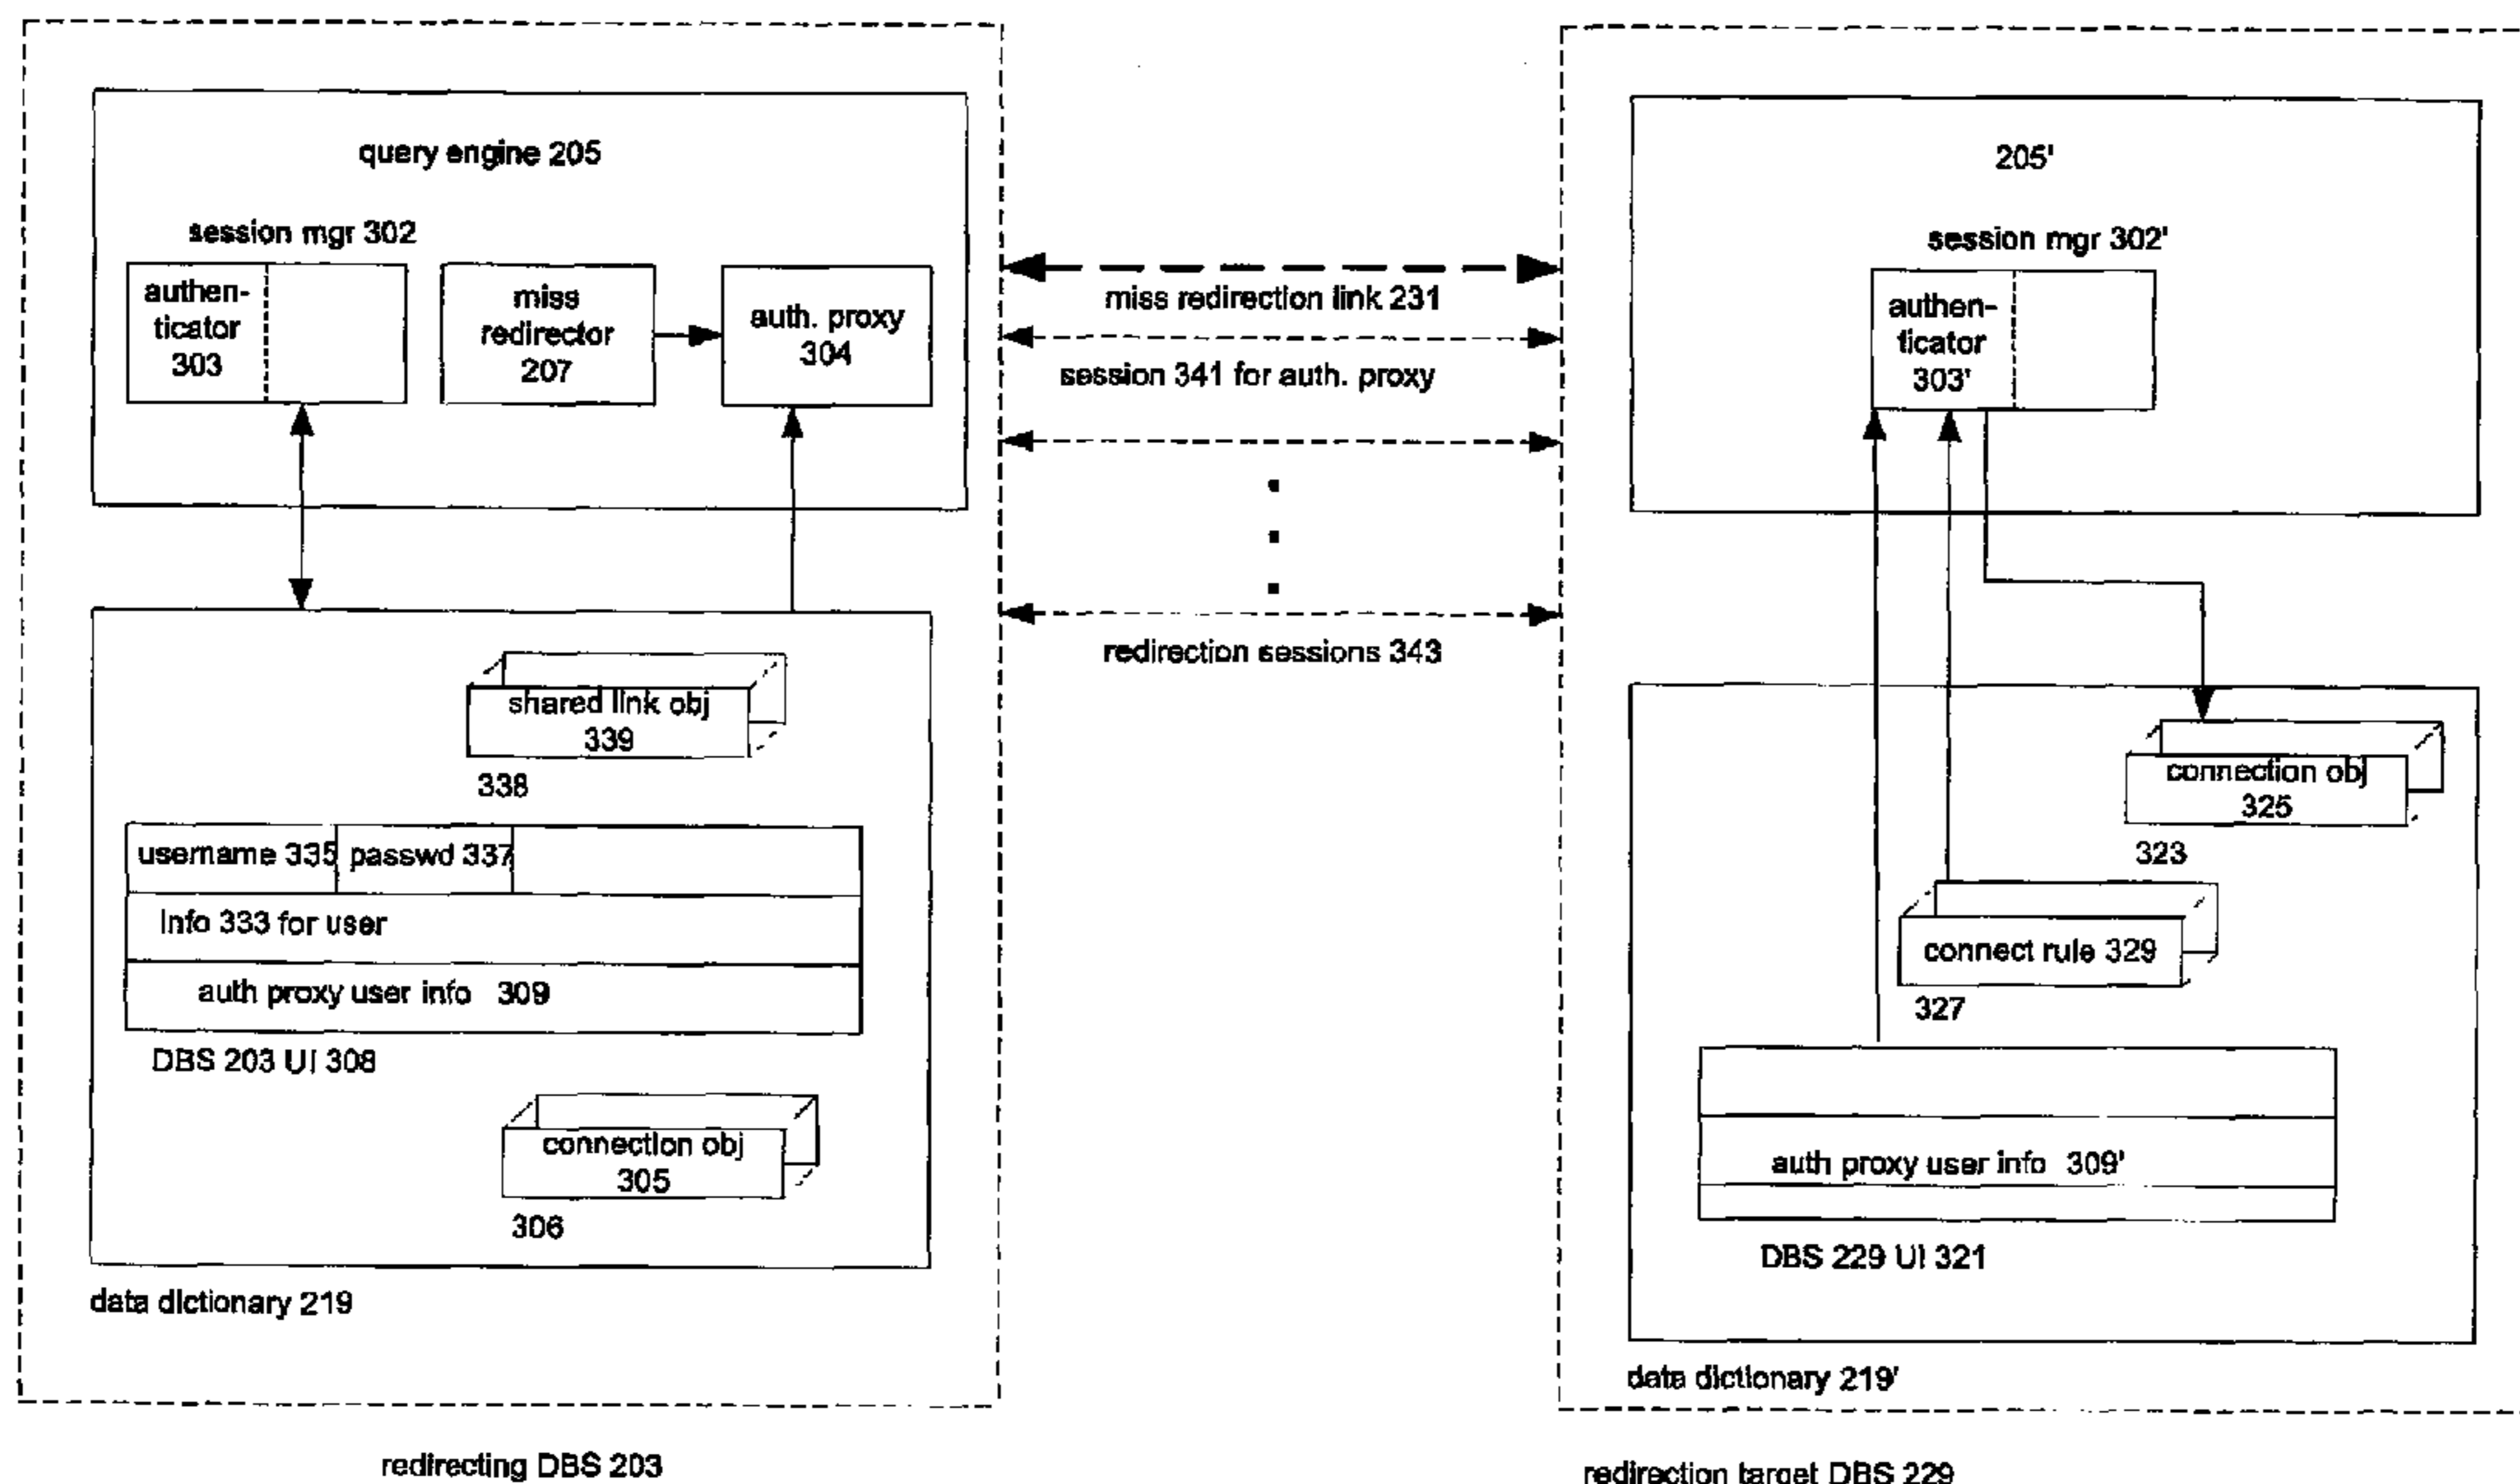 query engine 205
session mgr 302
authen-
ticator
303
miss
redirector
207
auth. proxy
304
shared link obj
339
338
username 335
passwd 337
info 333 for user
auth proxy user info 309
DBS 203 UI 308
connection obj
305
306
data dictionary 219
redirecting DBS 203
miss redirection link 231
session 341 for auth. proxy
redirection sessions 343
205'
session mgr 302'
authen-
ticator
303'
connection obj
325
323
connect rule 329
327
auth proxy user info 309'
DBS 229 UI 321
data dictionary 219'
redirection target DBS 229